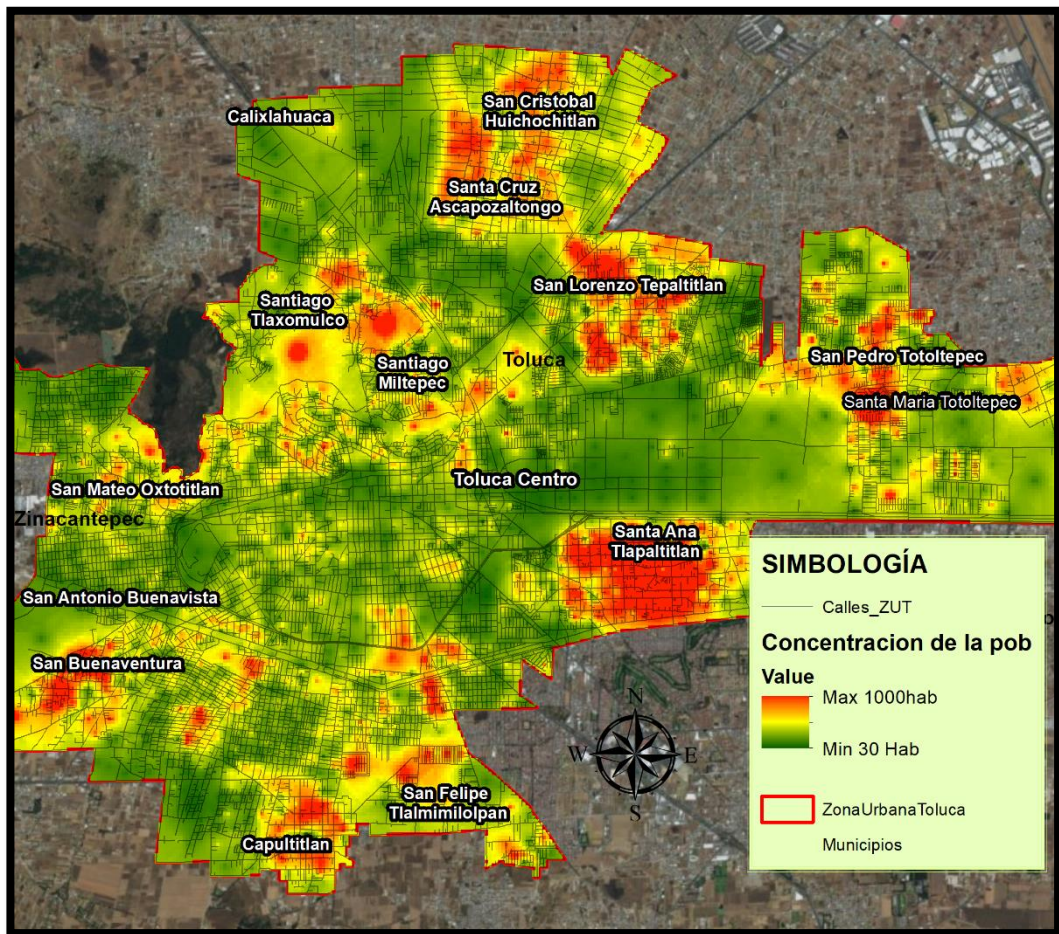 Calixlahuaca
San Cristobal
Huichochitlan
Santa Cruz
Ascapozaltongo
San Lorenzo Tepaltitlan
Santiago
Tlaxomulco
Santiago
Miltepec
Toluca
San Pedro Totoltepec
Santa Maria Totoltepec
San Mateo Oxtotitlan
Toluca Centro
Zinacantepec
Santa Ana
Tlapaltitlan
San Antonio Buenavista
San Buenaventura
San Felipe
Tlalmimilolpan
Capultitlan
N
W
E
S
SIMBOLOGÍA
Calles_ZUT
Concentracion de la pob
Value
Max 1000hab
Min 30 Hab
ZonaUrbanaToluca
Municipios